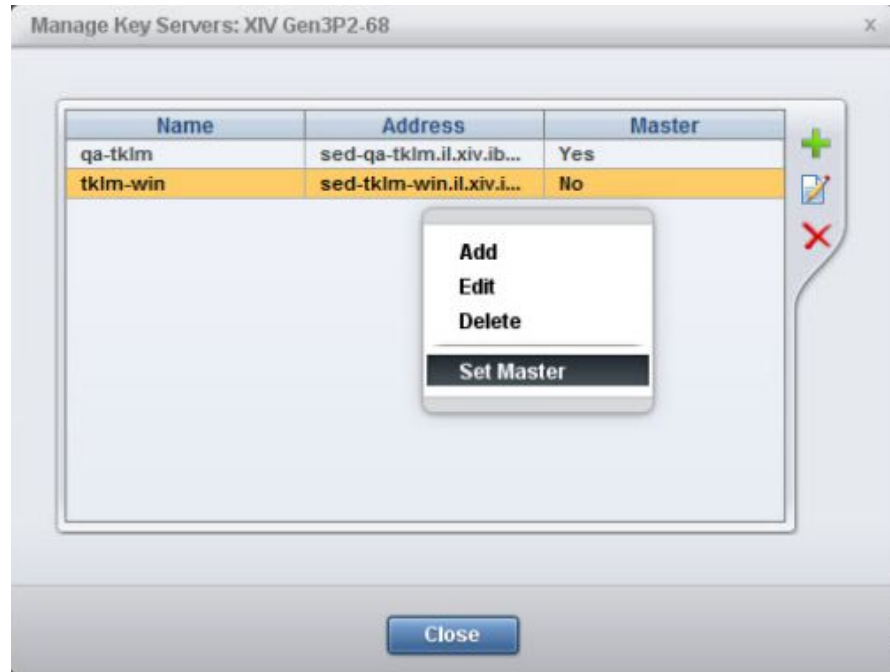 Manage Key Servers: XIV Gen3P2-68 x
Name Address Master
qa-tklm sed-qa-tklm.il.xiv.ib... Yes
tklm-win sed-tklm-win.il.xiv.i... No
Add
Edit
Delete
Set Master
Close